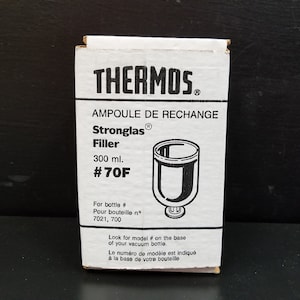 THERMOS®
AMPOULE DE RECHANGE
Stronglas®
Filler
300 ml.
#70F
For bottle #
Pour bouteille n°
7021, 700
Look for model # on the base
of your vacuum bottle.
Le numéro de modèle est indiqué
à la base de votre bouteille